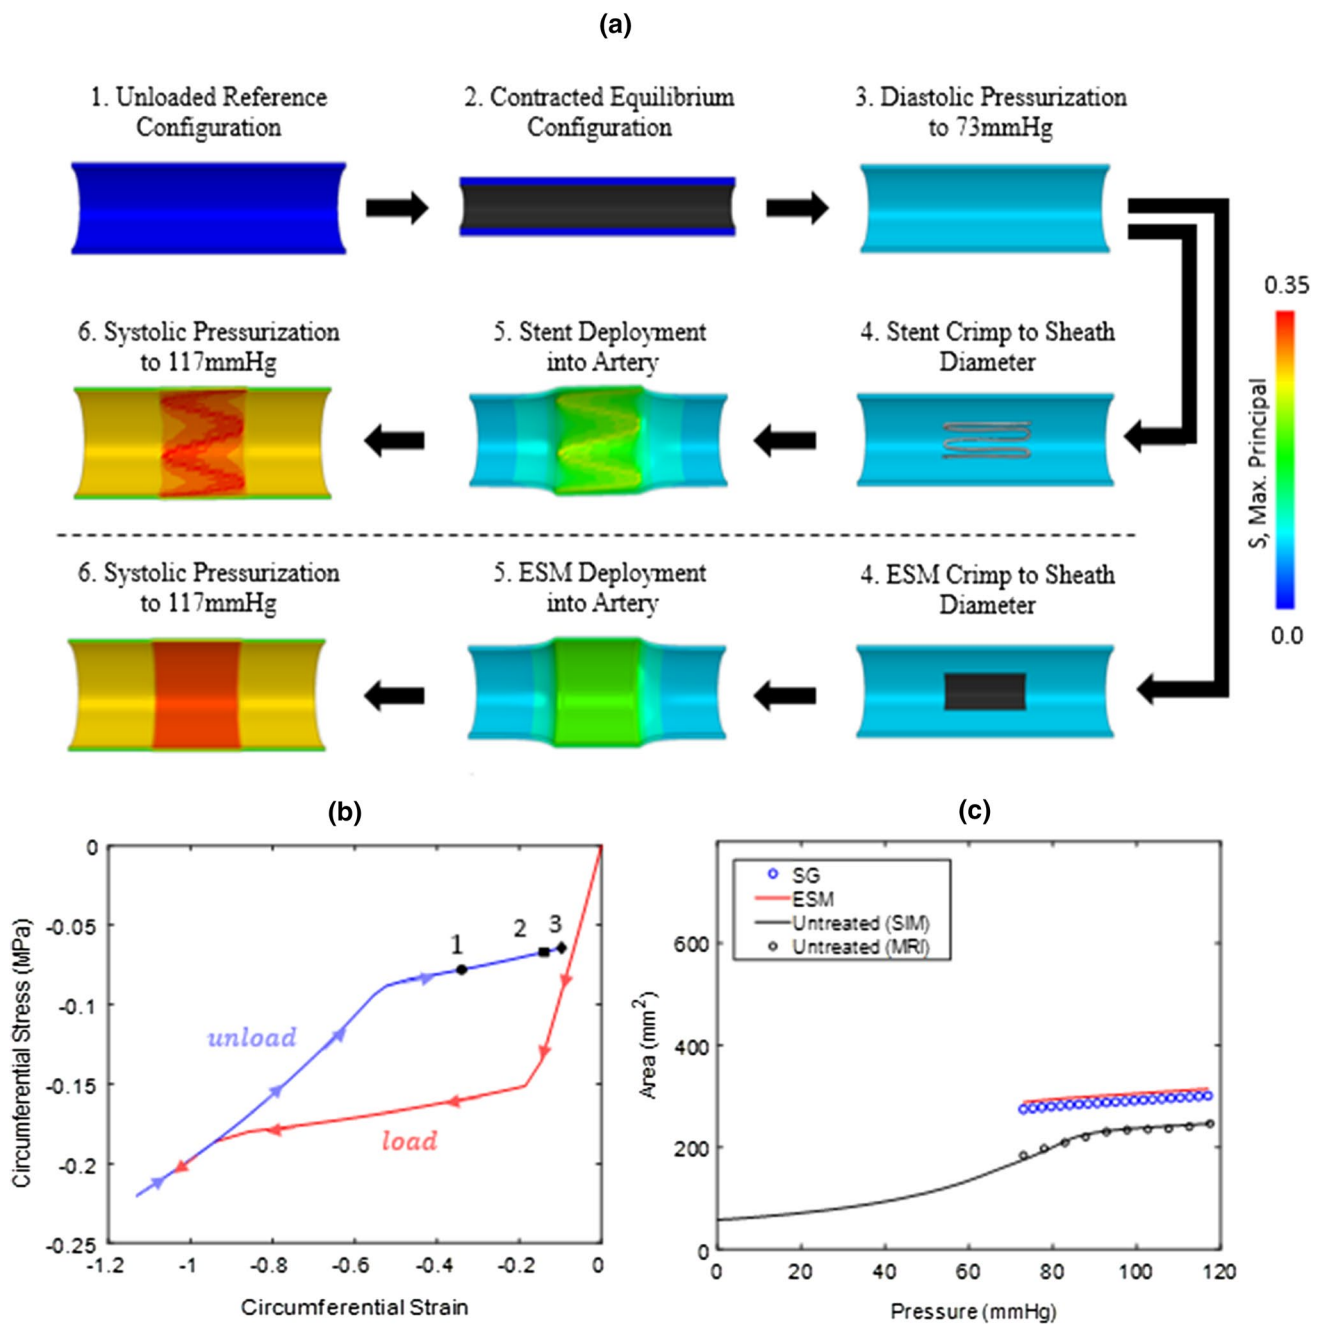 (a)
1. Unloaded Reference
Configuration
2. Contracted Equilibrium
Configuration
3. Diastolic Pressurization
to 73mmHg
6. Systolic Pressurization
to 117mmHg
5. Stent Deployment
into Artery
4. Stent Crimp to Sheath
Diameter
0.35
S, Max. Principal
0.0
6. Systolic Pressurization
to 117mmHg
5. ESM Deployment
into Artery
4. ESM Crimp to Sheath
Diameter
(b)
0
-0.05
-0.1
-0.15
-0.2
-0.25
Circumferential Stress (MPa)
1
2
3
unload
load
-1.2
-1
-0.8
-0.6
-0.4
-0.2
0
Circumferential Strain
(c)
SG
ESM
Untreated (SIM)
Untreated (MRI)
600
400
200
0
Area (mm²)
0
20
40
60
80
100
120
Pressure (mmHg)